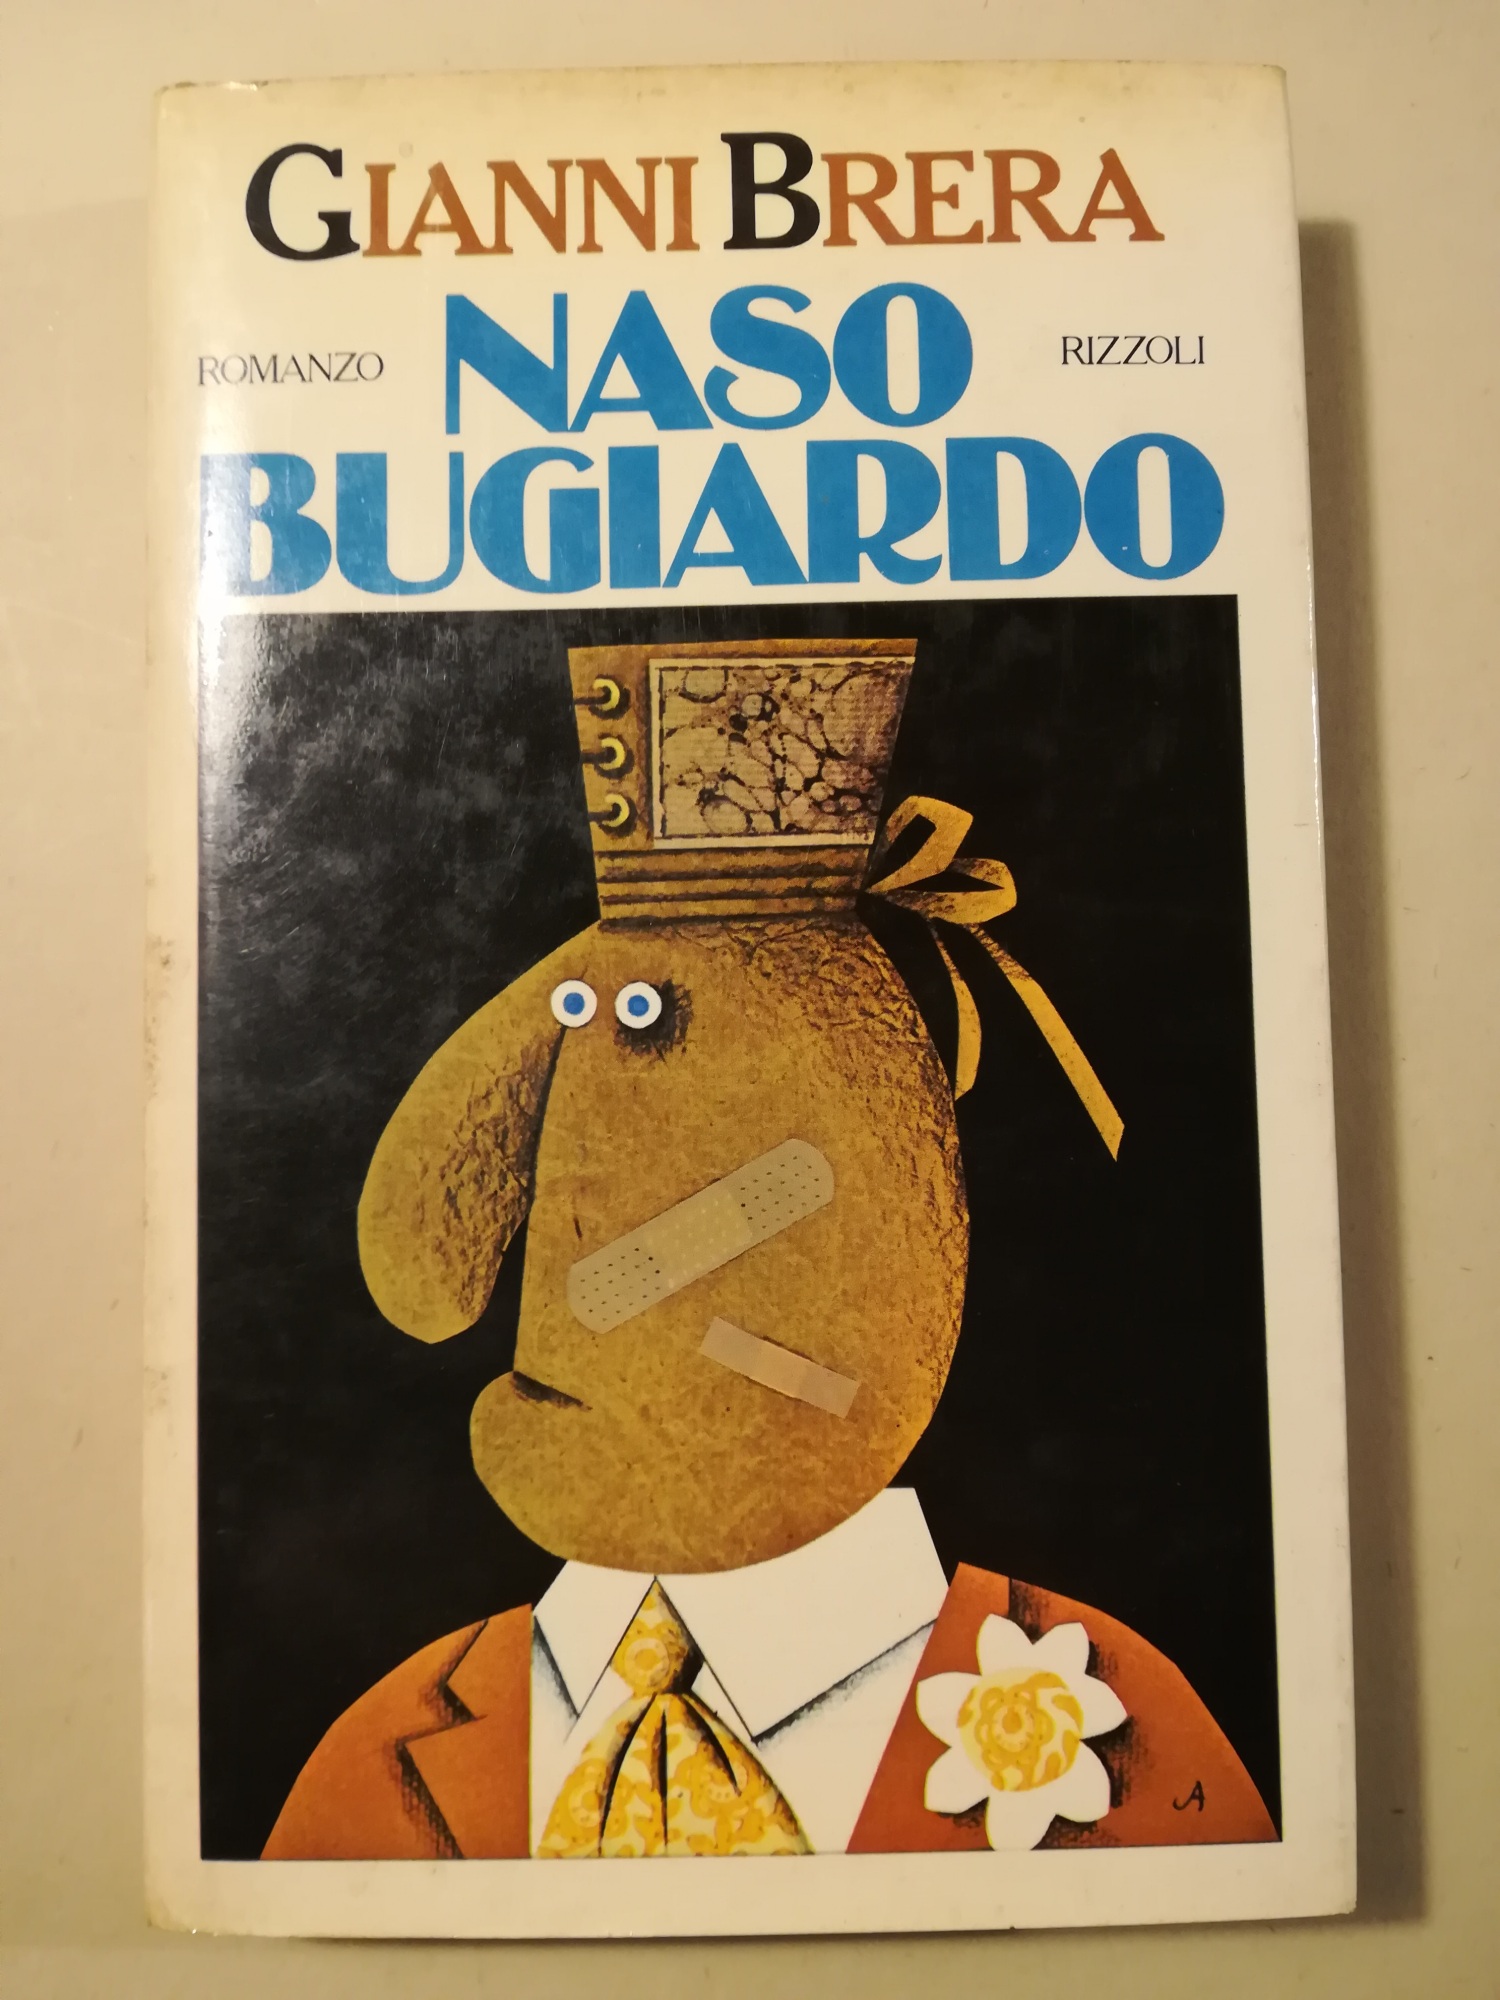 GIANNI BRERA
ROMANZO
NASO
RIZZOLI
BUGIARDO
A